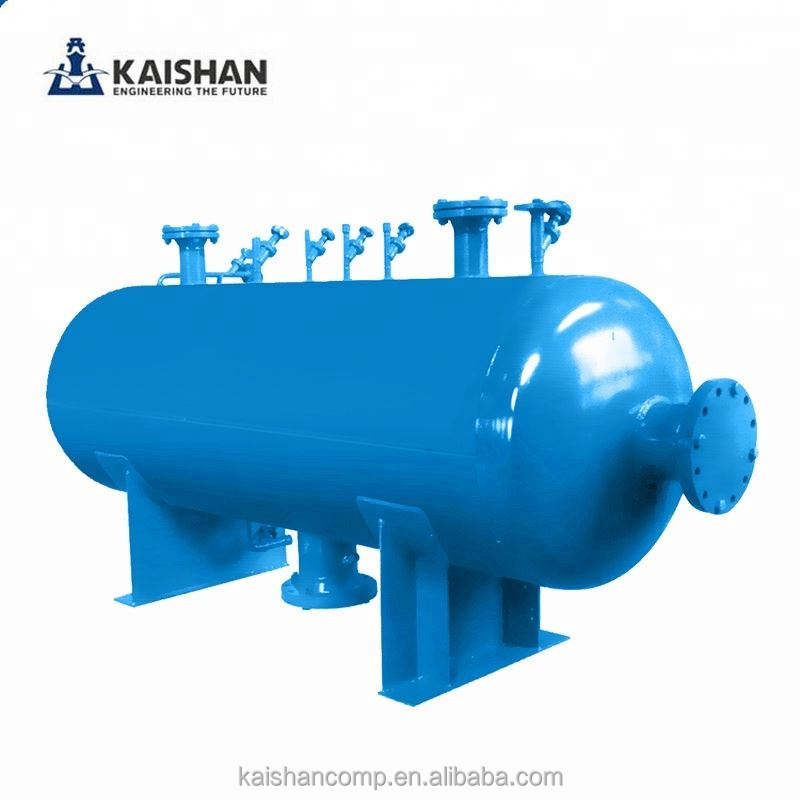 KAISHAN
ENGINEERING THE FUTURE
kaishancomp.en.alibaba.com